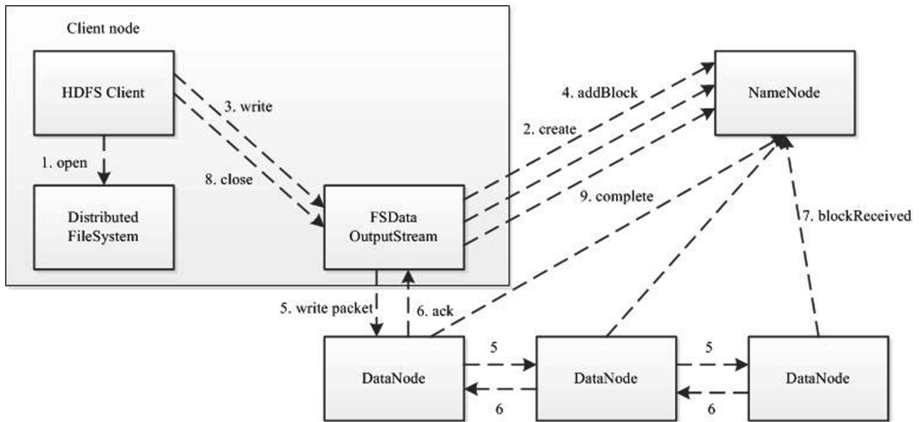 Client node
HDFS Client
NameNode
4. addBlock
3. write
2. create
1. open
8. close
9. complete
Distributed
FileSystem
FSData
OutputStream
7. blockReceived
5. write packet
6. ack
5
5
DataNode
DataNode
DataNode
6
6